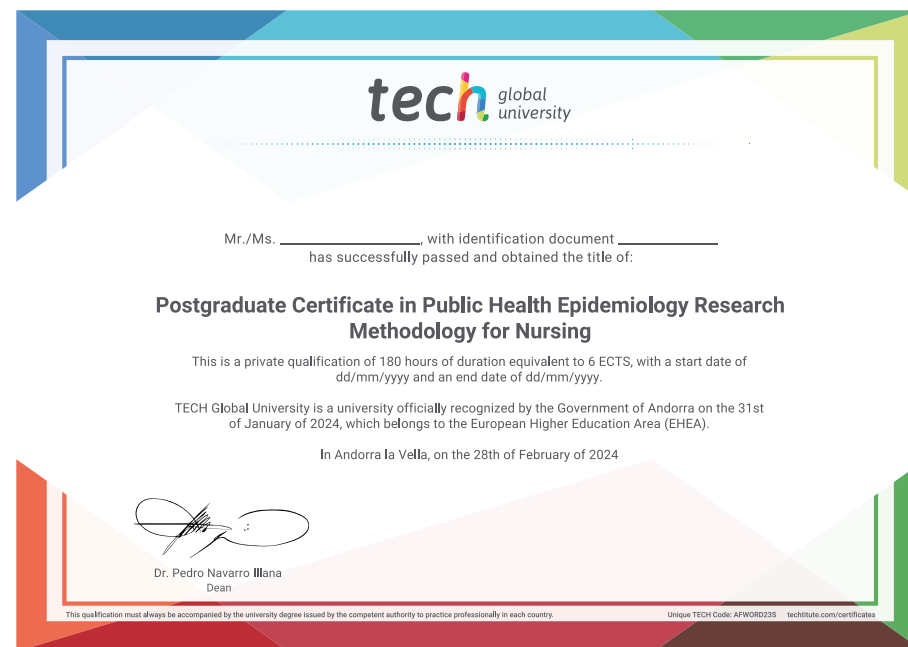 tech global university
Mr./Ms. ____________, with identification document ____________
has successfully passed and obtained the title of:
Postgraduate Certificate in Public Health Epidemiology Research
Methodology for Nursing
This is a private qualification of 180 hours of duration equivalent to 6 ECTS, with a start date of
dd/mm/yyyy and an end date of dd/mm/yyyy.
TECH Global University is a university officially recognized by the Government of Andorra on the 31st
of January of 2024, which belongs to the European Higher Education Area (EHEA).
In Andorra la Vella, on the 28th of February of 2024
Dr. Pedro Navarro Illana
Dean
This qualification must always be accompanied by the university degree issued by the competent authority to practice professionally in each country. Unique TECH Code: AFWORD23S techtitute.com/certificates